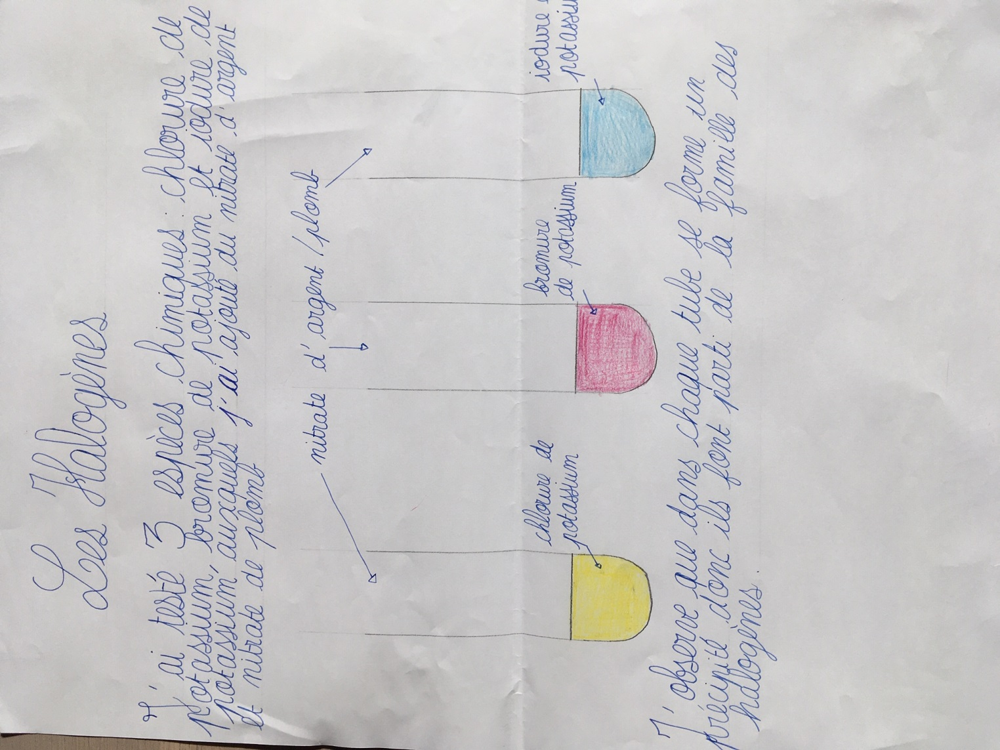 Les Halogènes
J'ai testé 3 espèces chimiques : chlorure de
potassium, bromure de potassium et iodure de
potassium, auxquels j'ai ajouté du nitrate d'argent
et nitrate de plomb
nitrate d'argent / plomb
chlorure de
potassium
bromure
de potassium
iodure
potassiu
J'observe que dans chaque tube se forme un
précipité donc ils font parti de la famille des
halogènes.